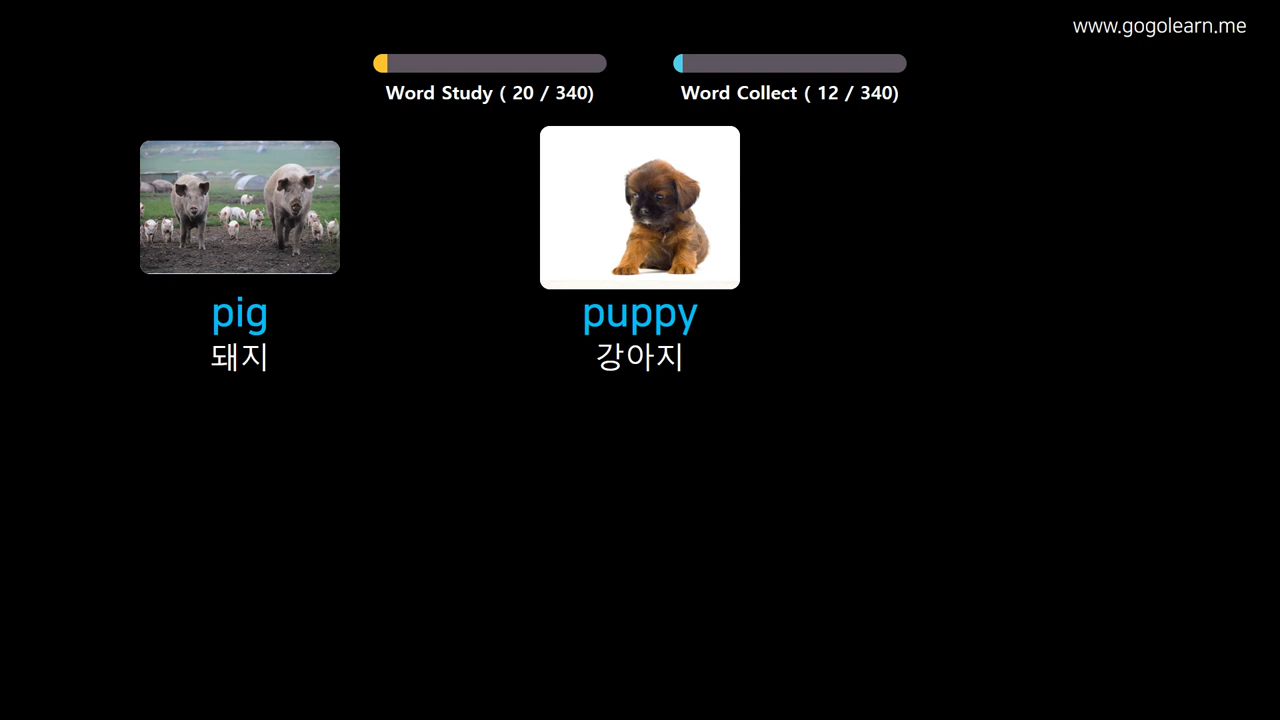 www.gogolearn.me
Word Study ( 20 / 340)
Word Collect ( 12 / 340)
pig
돼지
puppy
강아지